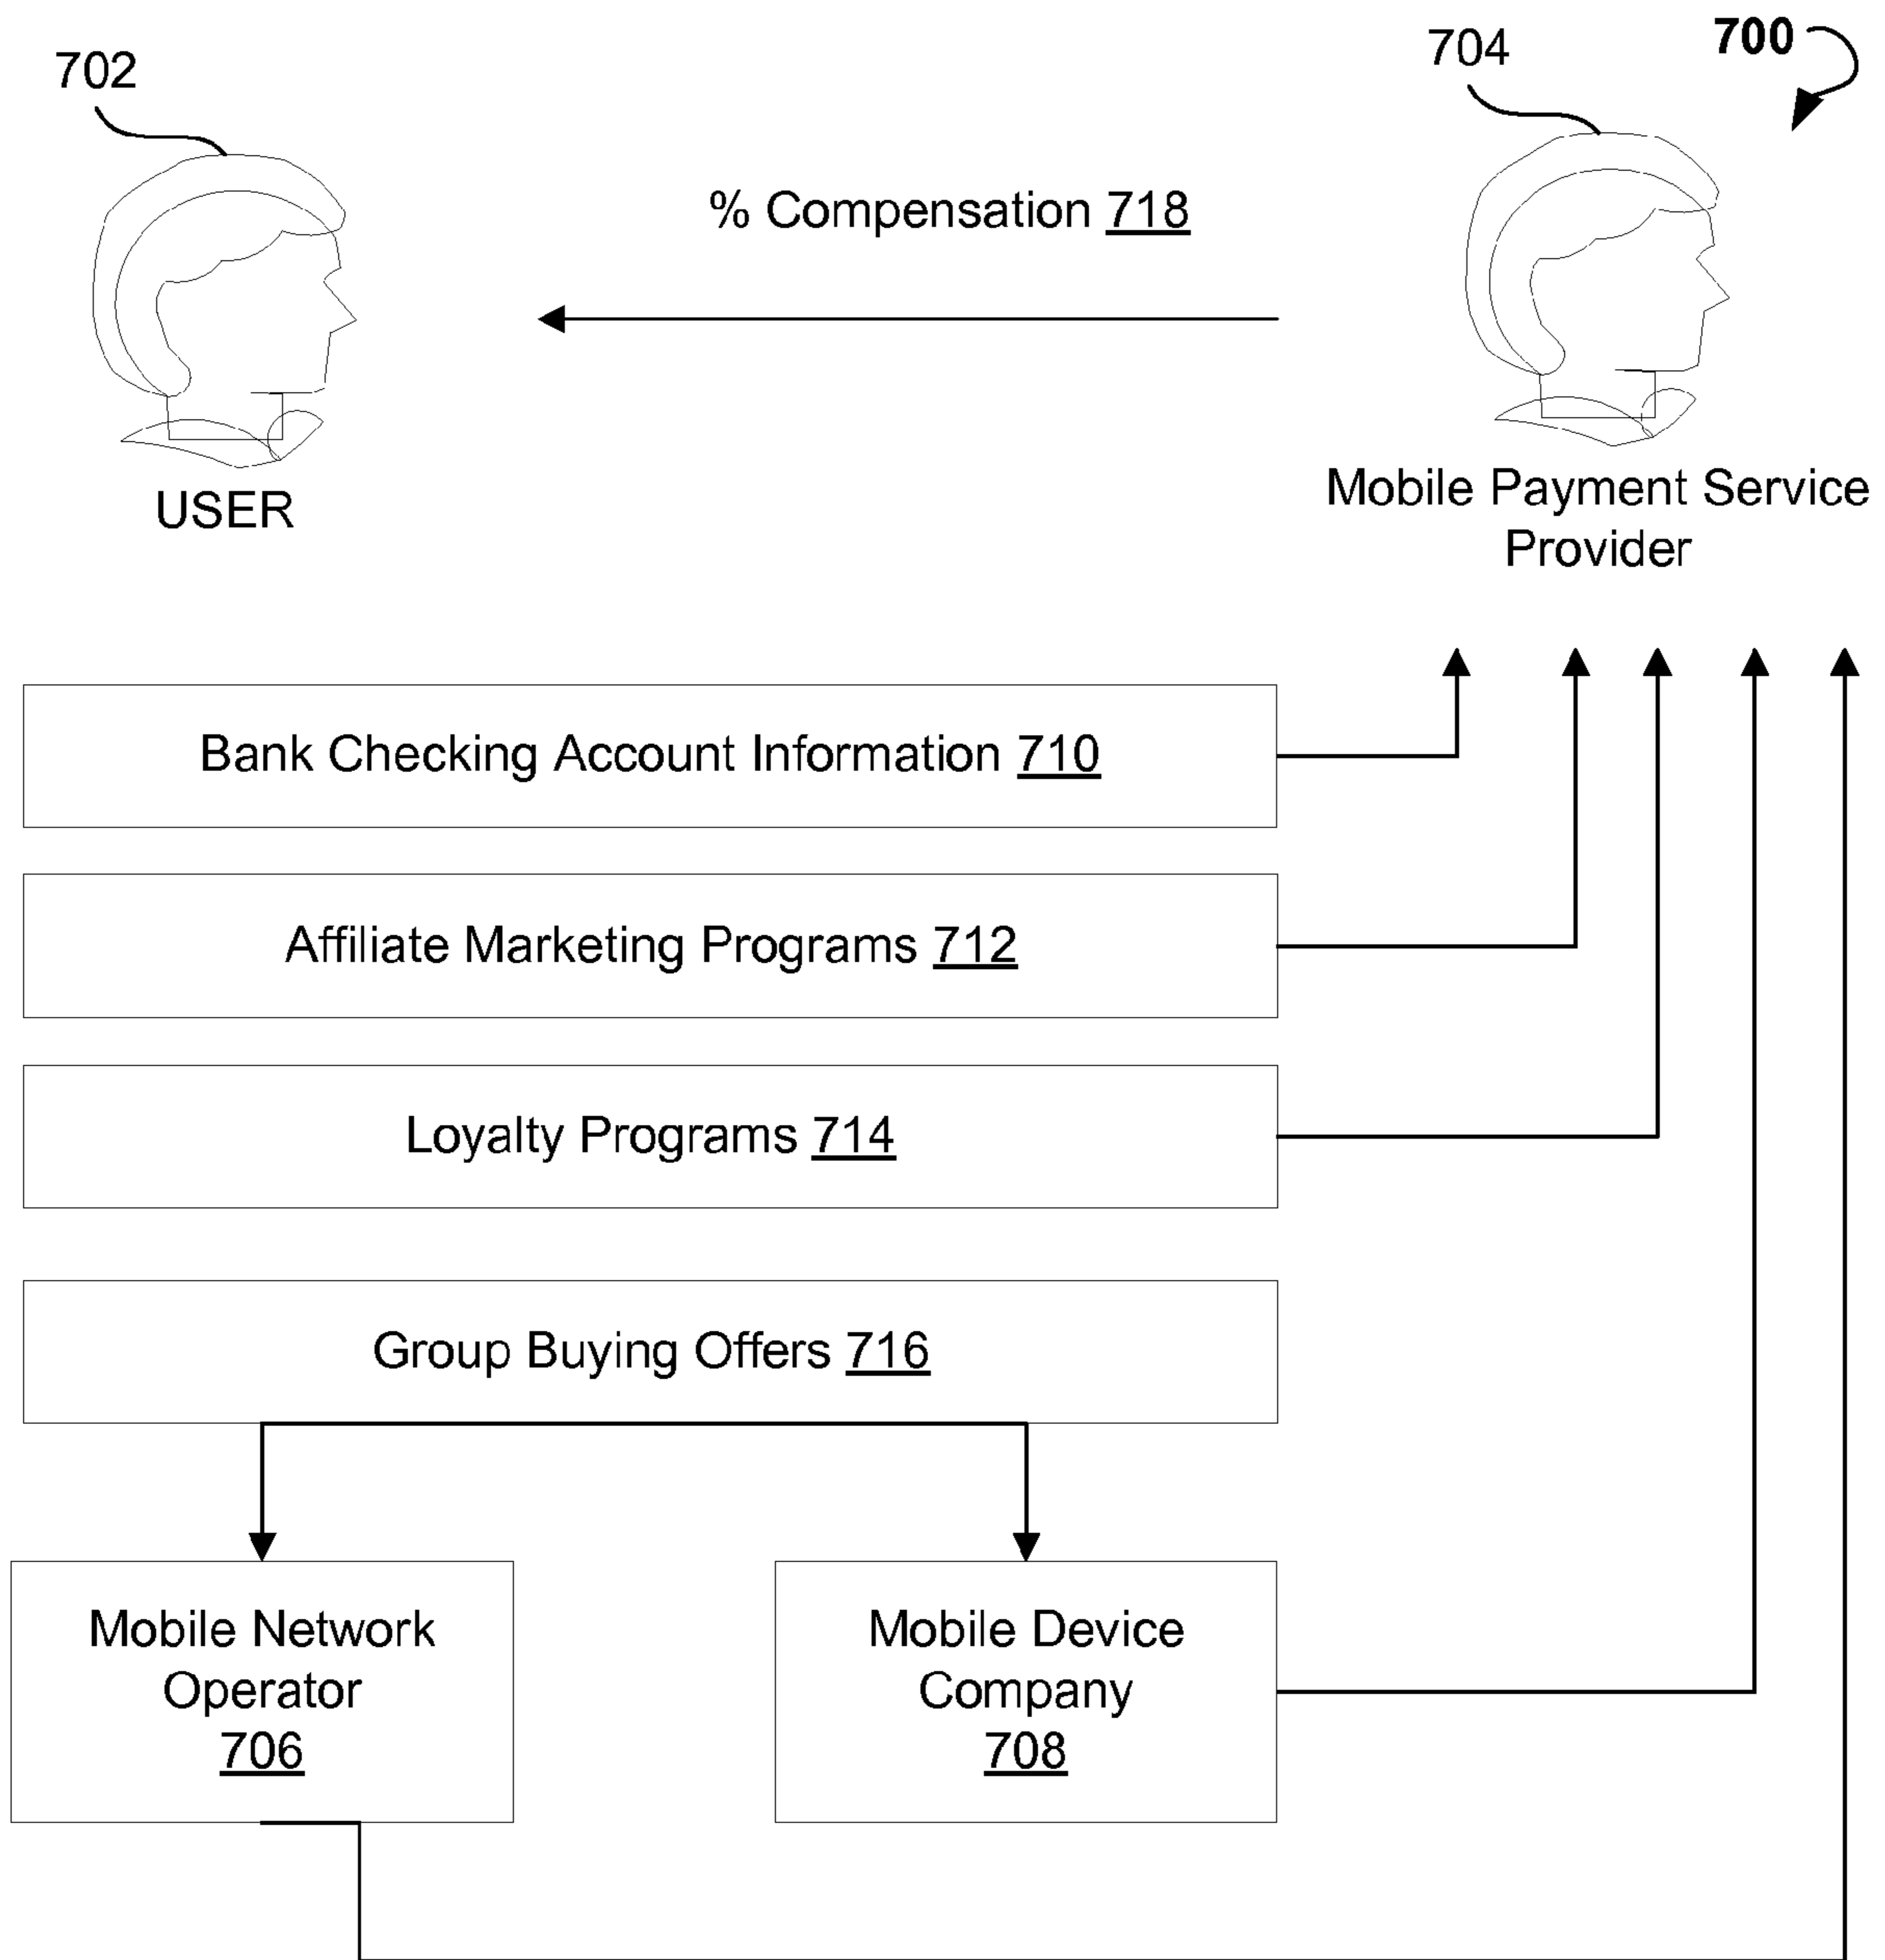 700
702
704
% Compensation 718
USER
Mobile Payment Service
Provider
Bank Checking Account Information 710
Affiliate Marketing Programs 712
Loyalty Programs 714
Group Buying Offers 716
Mobile Network
Operator
706
Mobile Device
Company
708